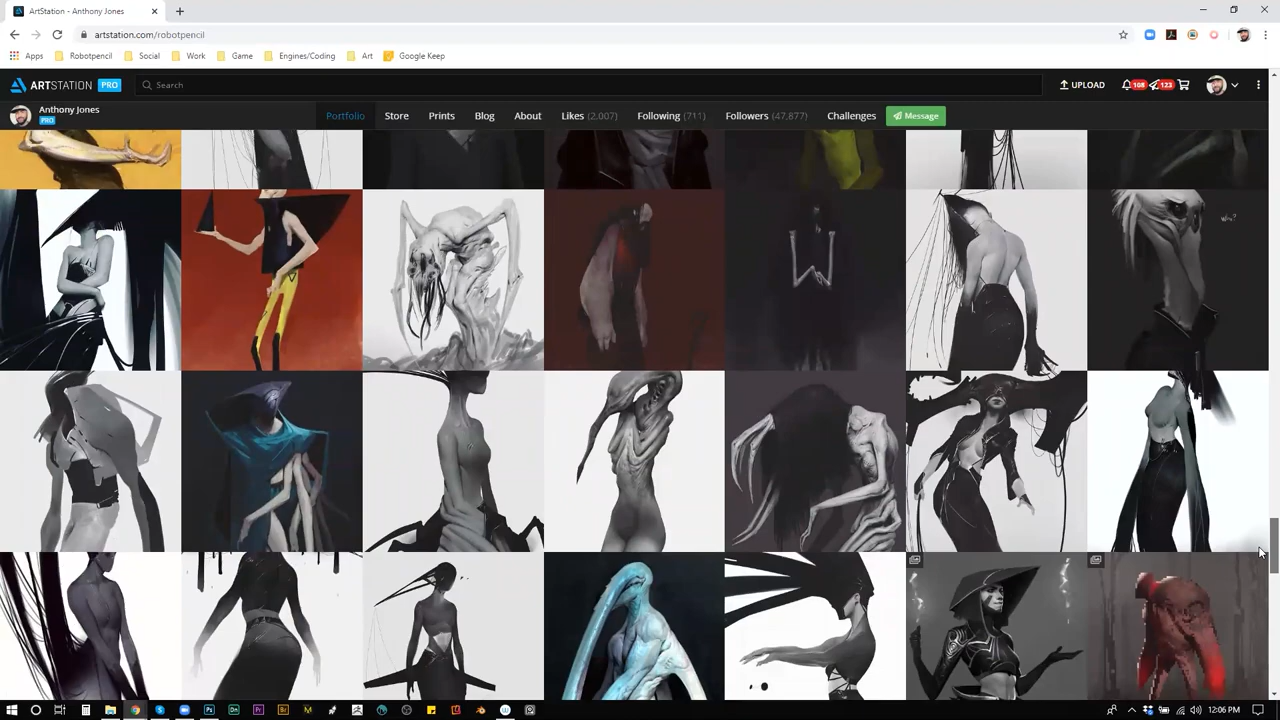 ArtStation - Anthony Jones
artstation.com/robotpencil
Apps Robotpencil Social Work Game Engines/Coding Art Google Keep
ARTSTATION PRO Search UPLOAD 108 123
Anthony Jones
PRO
Portfolio Store Prints Blog About Likes (2,007) Following (711) Followers (47,877) Challenges Message
12:06 PM